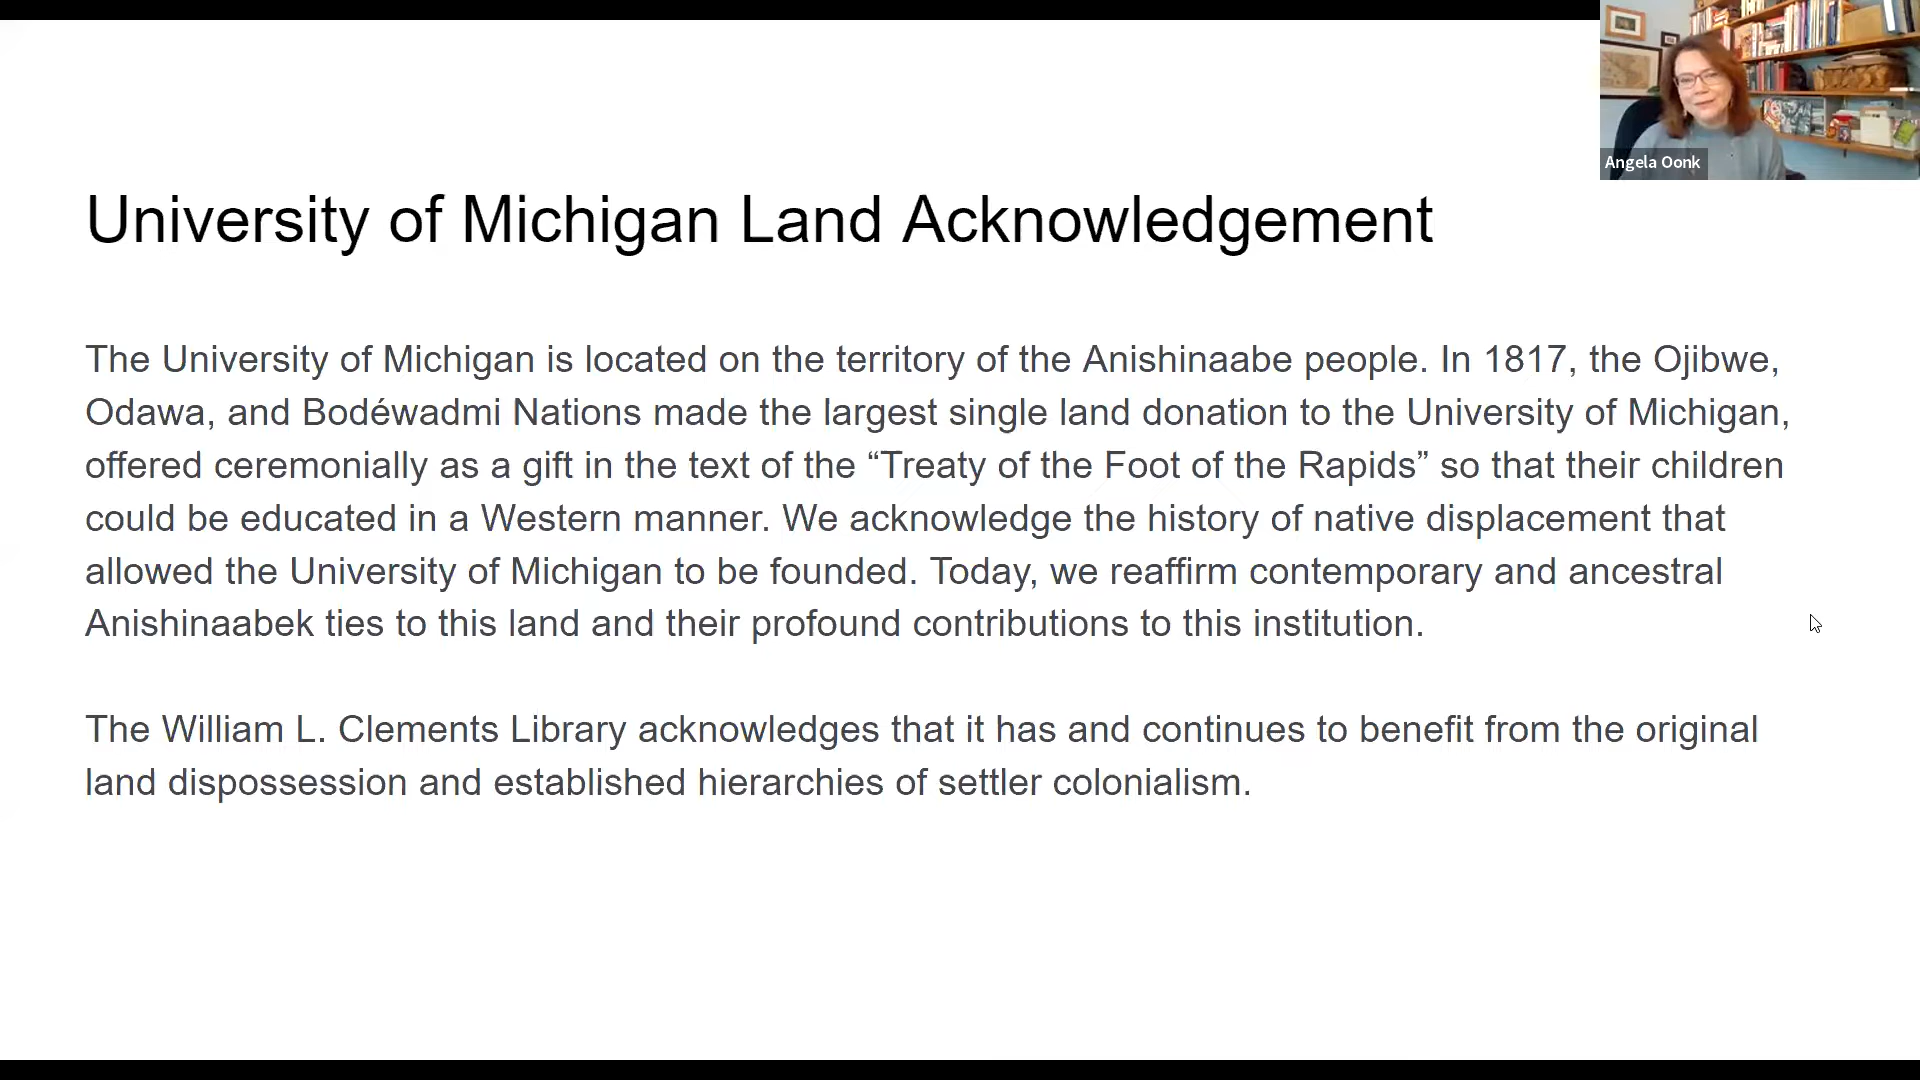 Angela Oonk
University of Michigan Land Acknowledgement
The University of Michigan is located on the territory of the Anishinaabe people. In 1817, the Ojibwe,
Odawa, and Bodéwadmi Nations made the largest single land donation to the University of Michigan,
offered ceremonially as a gift in the text of the “Treaty of the Foot of the Rapids” so that their children
could be educated in a Western manner. We acknowledge the history of native displacement that
allowed the University of Michigan to be founded. Today, we reaffirm contemporary and ancestral
Anishinaabek ties to this land and their profound contributions to this institution.
The William L. Clements Library acknowledges that it has and continues to benefit from the original
land dispossession and established hierarchies of settler colonialism.